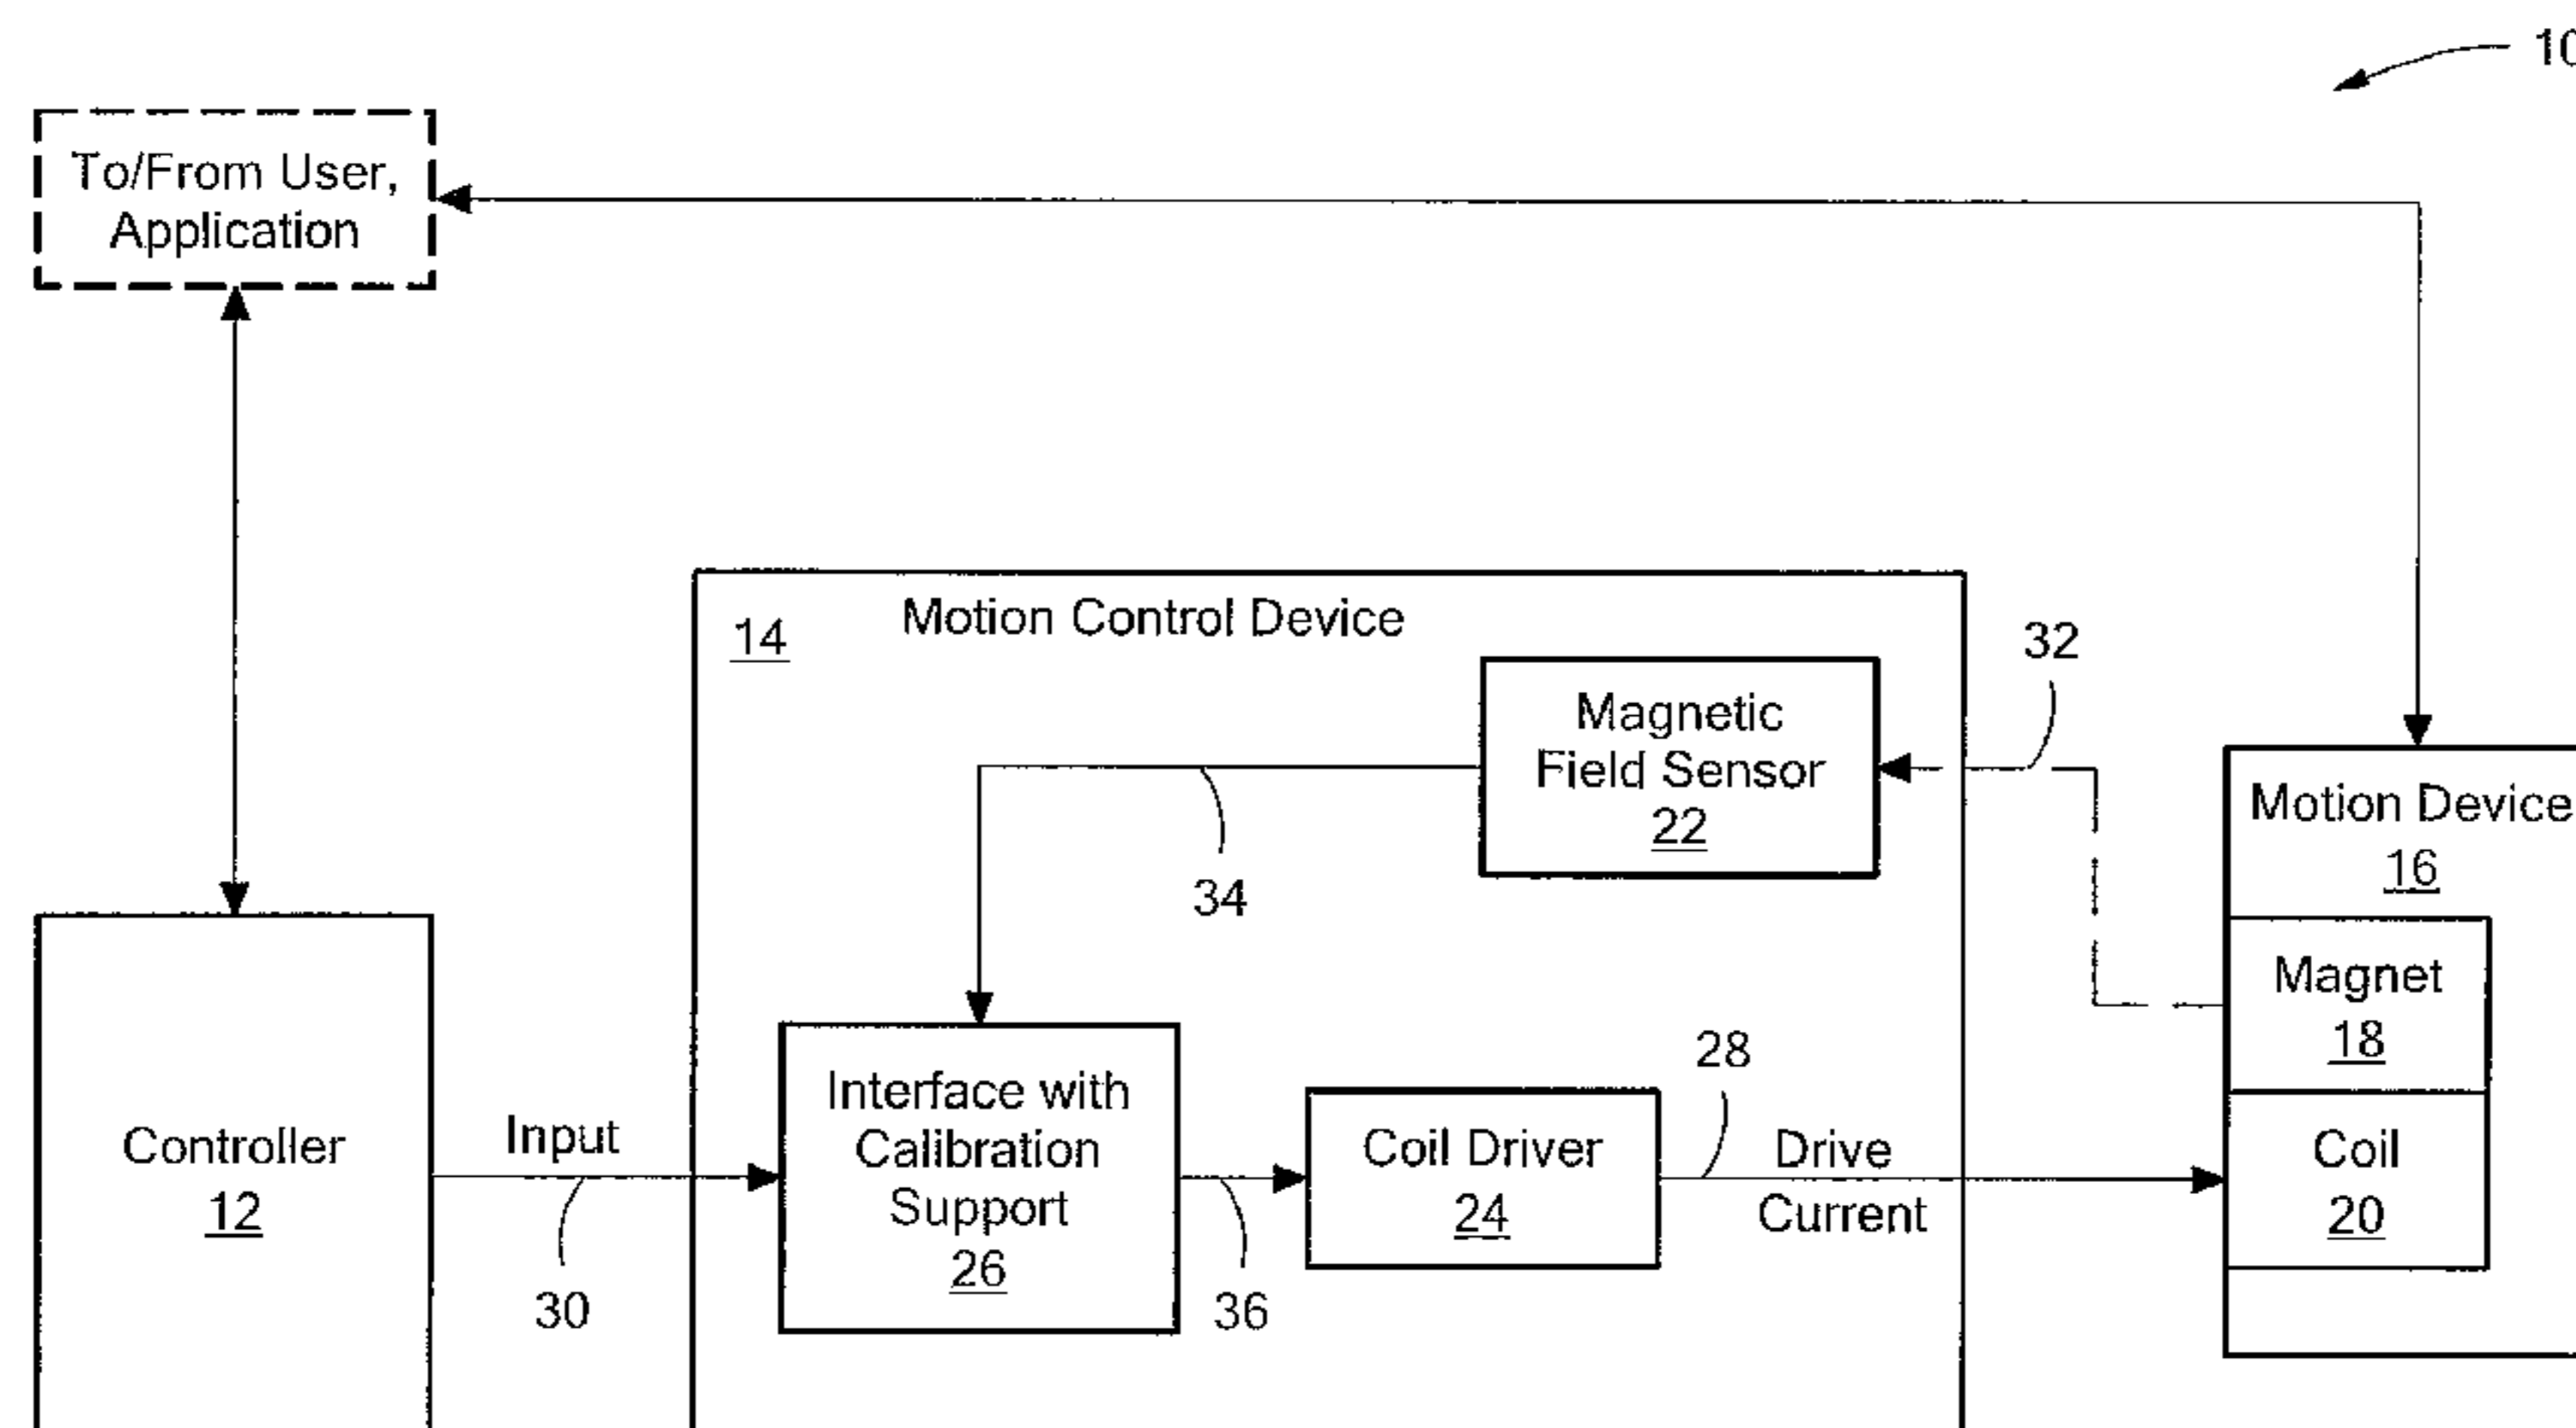 10
To/From User,
Application
Motion Control Device
14
32
Magnetic
Field Sensor
22
Motion Device
16
34
Magnet
18
28
Interface with
Calibration
Support
26
Input
Controller
12
Coil Driver
24
Drive
Current
Coil
20
30
36